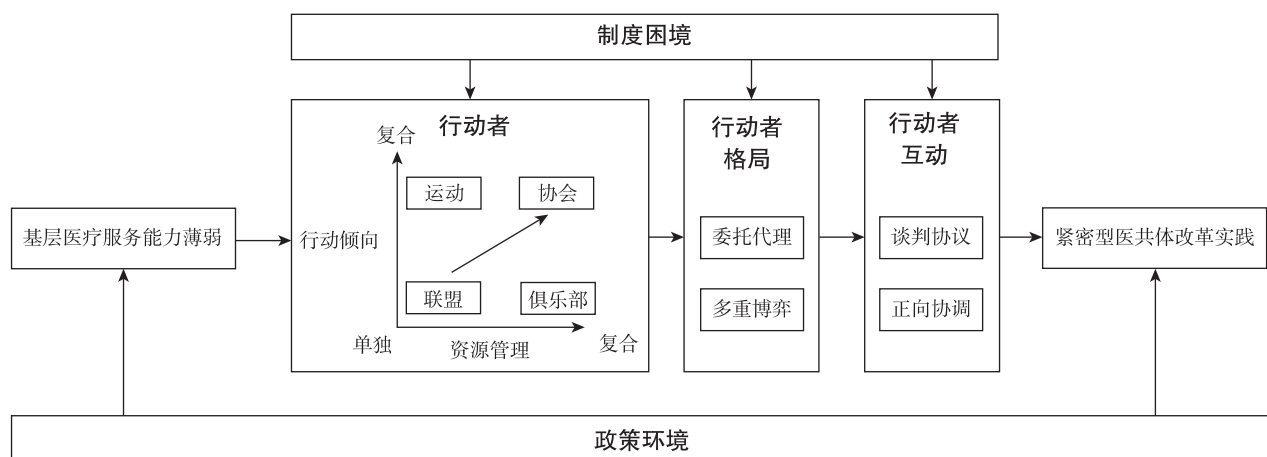 制度困境
行动者
复合
运动
协会
行动倾向
联盟
俱乐部
单独
资源管理
复合
行动者
格局
委托代理
多重博弈
行动者
互动
谈判协议
正向协调
基层医疗服务能力薄弱
紧密型医共体改革实践
政策环境